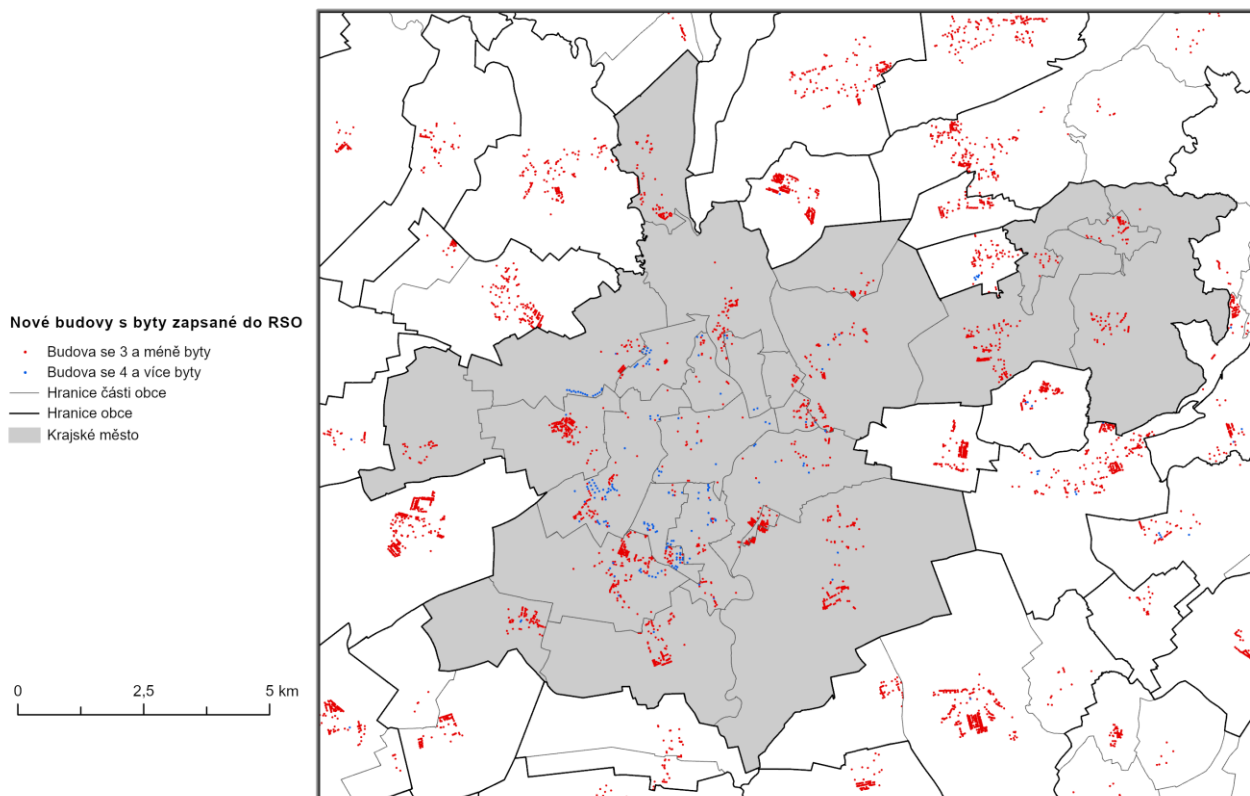 Nové budovy s byty zapsané do RSO
Budova se 3 a méně byty
Budova se 4 a více byty
Hranice části obce
Hranice obce
Krajské město
0 2,5 5 km